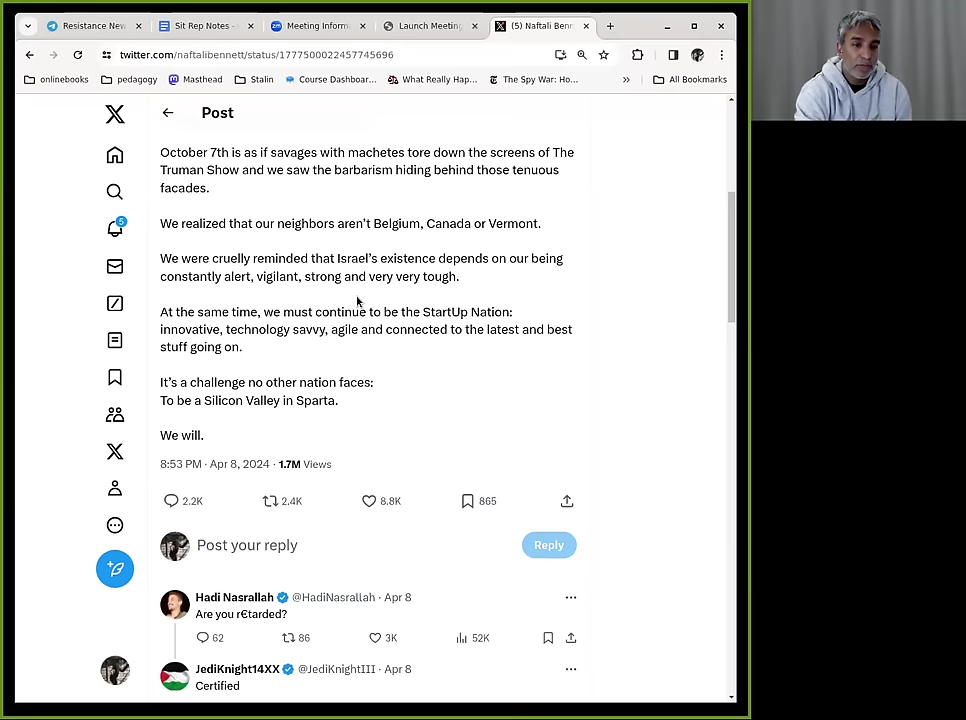 Resistance New
Sit Rep Notes -
Meeting Inform
Launch Meeting
(5) Naftali Benn
twitter.com/naftalibennett/status/1777500022457745696
onlinebooks
pedagogy
Masthead
Stalin
Course Dashboar...
What Really Hap...
The Spy War: Ho...
All Bookmarks
Post
October 7th is as if savages with machetes tore down the screens of The
Truman Show and we saw the barbarism hiding behind those tenuous
facades.
We realized that our neighbors aren't Belgium, Canada or Vermont.
We were cruelly reminded that Israel's existence depends on our being
constantly alert, vigilant, strong and very very tough.
At the same time, we must continue to be the StartUp Nation:
innovative, technology savvy, agile and connected to the latest and best
stuff going on.
It's a challenge no other nation faces:
To be a Silicon Valley in Sparta.
We will.
8:53 PM · Apr 8, 2024 · 1.7M Views
2.2K 2.4K 8.8K 865
Post your reply
Reply
Hadi Nasrallah @HadiNasrallah · Apr 8
Are you r€tarded?
62 86 3K 52K
JediKnight14XX @JediKnightIII · Apr 8
Certified
5